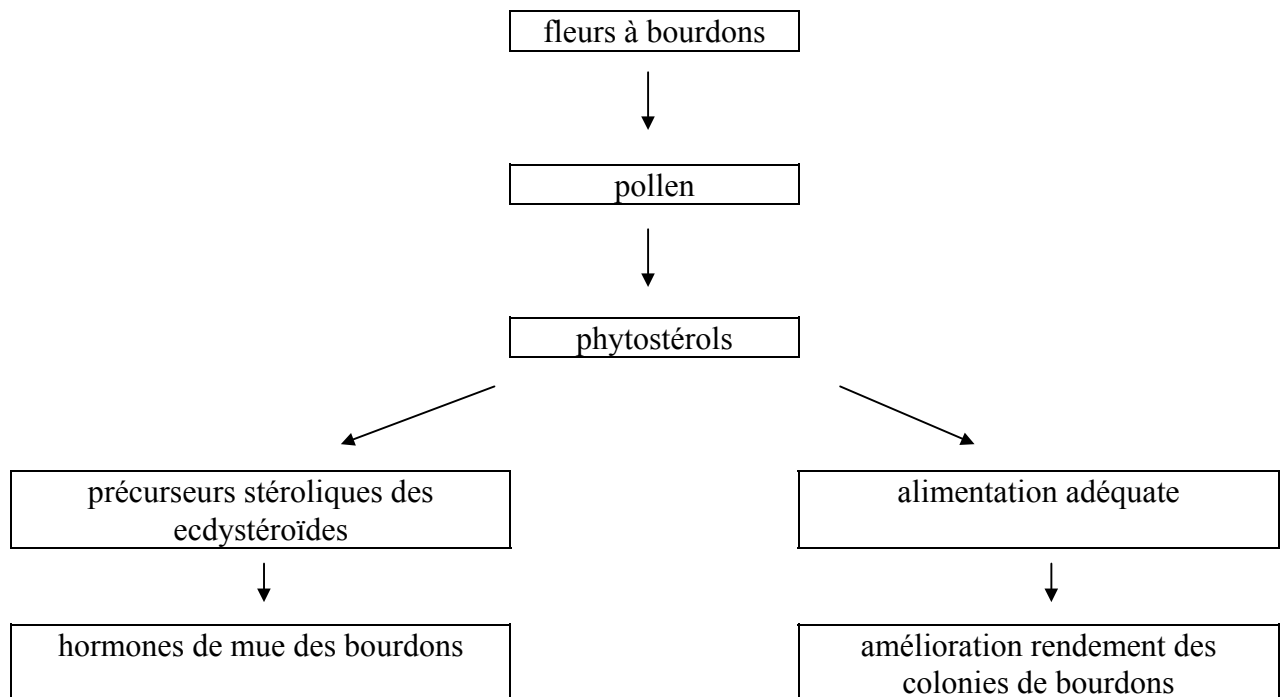 fleurs à bourdons
pollen
phytostérols
précurseurs stéroliques des
ecdystéroïdes
alimentation adéquate
hormones de mue des bourdons
amélioration rendement des
colonies de bourdons